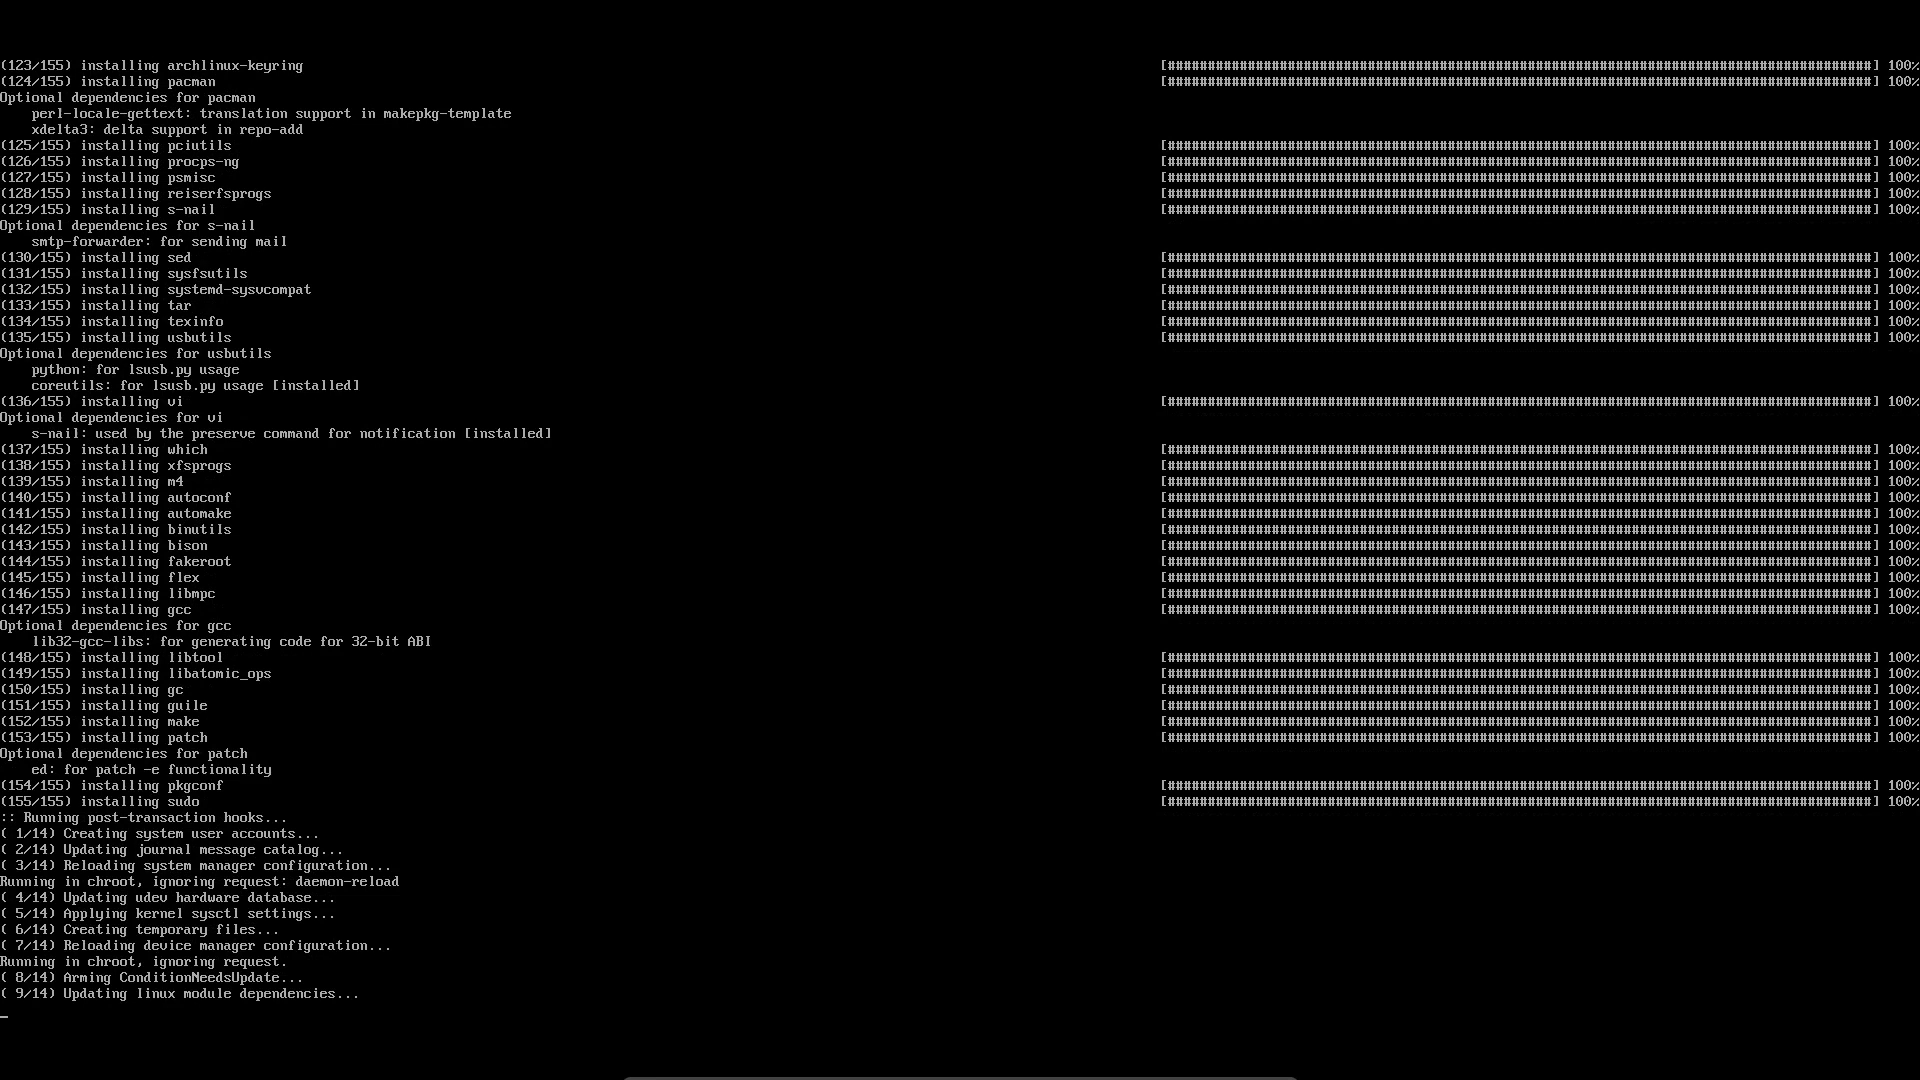 (123/155) installing archlinux-keyring [########################################################################################] 100%
(124/155) installing pacman [########################################################################################] 100%
Optional dependencies for pacman
perl-locale-gettext: translation support in makepkg-template
xdelta3: delta support in repo-add
(125/155) installing pciutils [########################################################################################] 100%
(126/155) installing procps-ng [########################################################################################] 100%
(127/155) installing psmisc [########################################################################################] 100%
(128/155) installing reiserfsprogs [########################################################################################] 100%
(129/155) installing s-nail [########################################################################################] 100%
Optional dependencies for s-nail
smtp-forwarder: for sending mail
(130/155) installing sed [########################################################################################] 100%
(131/155) installing sysfsutils [########################################################################################] 100%
(132/155) installing systemd-sysvcompat [########################################################################################] 100%
(133/155) installing tar [########################################################################################] 100%
(134/155) installing texinfo [########################################################################################] 100%
(135/155) installing usbutils [########################################################################################] 100%
Optional dependencies for usbutils
python: for lsusb.py usage
coreutils: for lsusb.py usage [installed]
(136/155) installing vi [########################################################################################] 100%
Optional dependencies for vi
s-nail: used by the preserve command for notification [installed]
(137/155) installing which [########################################################################################] 100%
(138/155) installing xfsprogs [########################################################################################] 100%
(139/155) installing m4 [########################################################################################] 100%
(140/155) installing autoconf [########################################################################################] 100%
(141/155) installing automake [########################################################################################] 100%
(142/155) installing binutils [########################################################################################] 100%
(143/155) installing bison [########################################################################################] 100%
(144/155) installing fakeroot [########################################################################################] 100%
(145/155) installing flex [########################################################################################] 100%
(146/155) installing libmpc [########################################################################################] 100%
(147/155) installing gcc [########################################################################################] 100%
Optional dependencies for gcc
lib32-gcc-libs: for generating code for 32-bit ABI
(148/155) installing libtool [########################################################################################] 100%
(149/155) installing libatomic_ops [########################################################################################] 100%
(150/155) installing gc [########################################################################################] 100%
(151/155) installing guile [########################################################################################] 100%
(152/155) installing make [########################################################################################] 100%
(153/155) installing patch [########################################################################################] 100%
Optional dependencies for patch
ed: for patch -e functionality
(154/155) installing pkgconf [########################################################################################] 100%
(155/155) installing sudo [########################################################################################] 100%
:: Running post-transaction hooks...
( 1/14) Creating system user accounts...
( 2/14) Updating journal message catalog...
( 3/14) Reloading system manager configuration...
Running in chroot, ignoring request: daemon-reload
( 4/14) Updating udev hardware database...
( 5/14) Applying kernel sysctl settings...
( 6/14) Creating temporary files...
( 7/14) Reloading device manager configuration...
Running in chroot, ignoring request.
( 8/14) Arming ConditionNeedsUpdate...
( 9/14) Updating linux module dependencies...
_